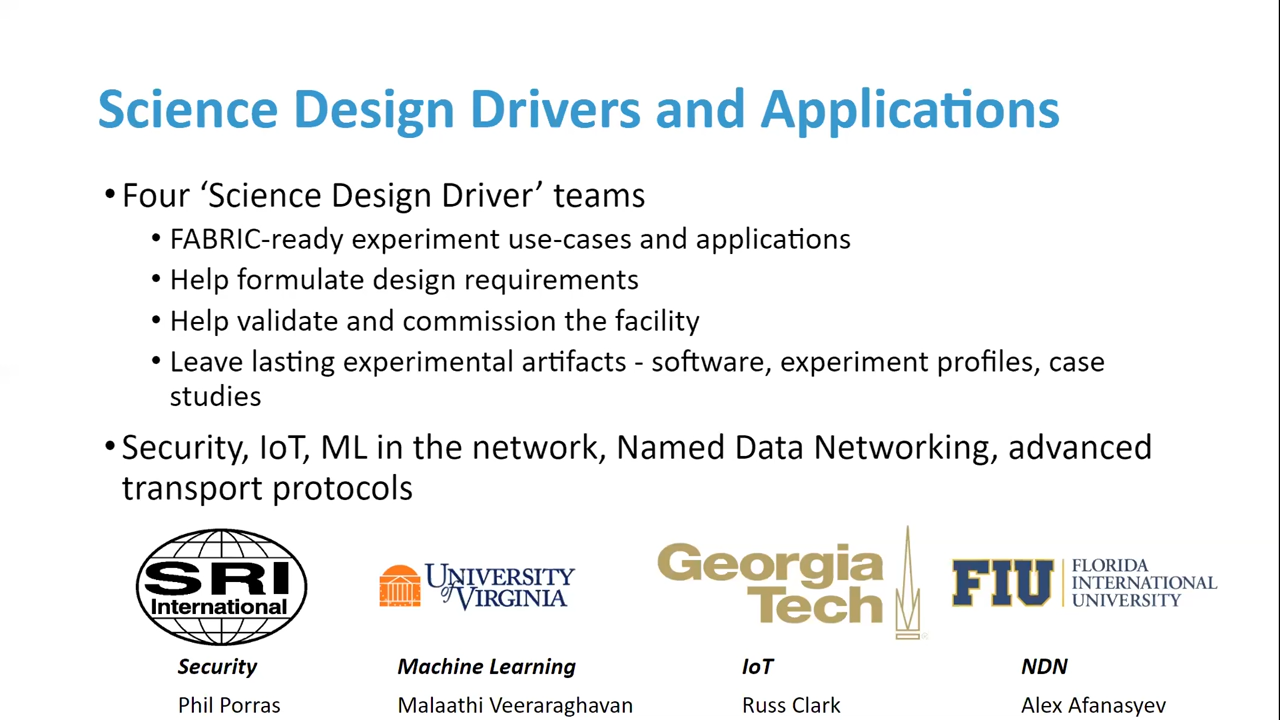 Science Design Drivers and Applications
•Four ‘Science Design Driver’ teams
• FABRIC-ready experiment use-cases and applications
• Help formulate design requirements
• Help validate and commission the facility
• Leave lasting experimental artifacts - software, experiment profiles, case
studies
•Security, IoT, ML in the network, Named Data Networking, advanced
transport protocols
SRI
International
UNIVERSITY
of VIRGINIA
Georgia
Tech
FIU
FLORIDA
INTERNATIONAL
UNIVERSITY
Security
Machine Learning
IoT
NDN
Phil Porras
Malaathi Veeraraghavan
Russ Clark
Alex Afanasyev